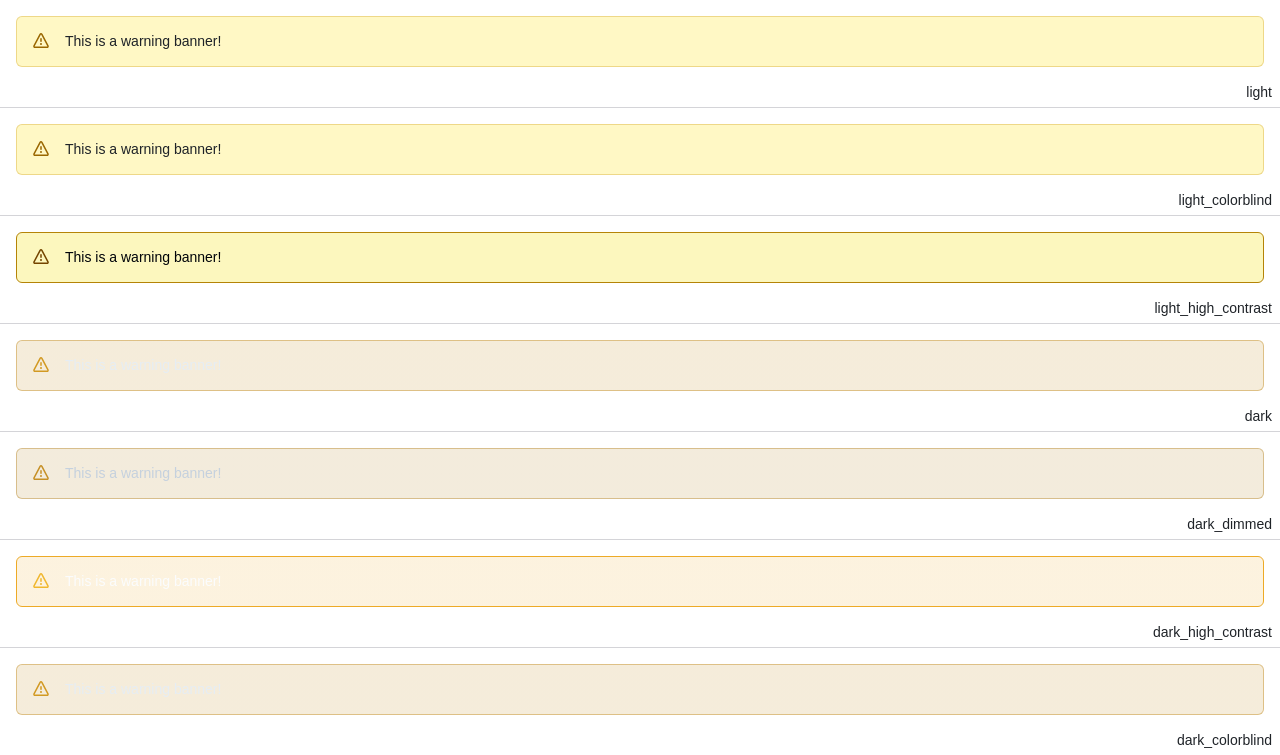 This is a warning banner!
light
This is a warning banner!
light_colorblind
This is a warning banner!
light_high_contrast
This is a warning banner!
dark
This is a warning banner!
dark_dimmed
This is a warning banner!
dark_high_contrast
This is a warning banner!
dark_colorblind